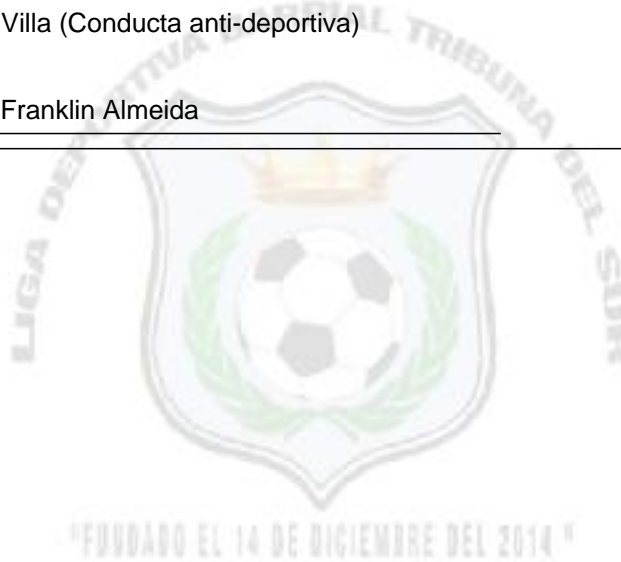 Villa (Conducta anti-deportiva)
Franklin Almeida
LIGA DEPORTIVA BARRIAL TRIBUNA DEL SUR
"FUNDADO EL 14 DE DICIEMBRE DEL 2014"